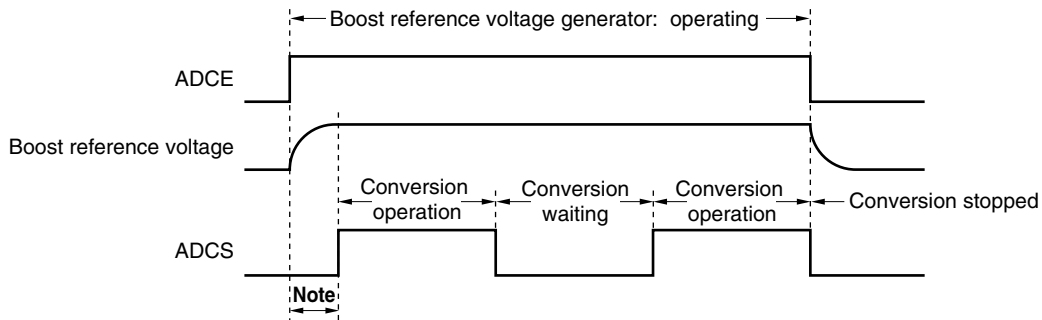 Boost reference voltage generator: operating
ADCE
Boost reference voltage
Conversion operation
Conversion waiting
Conversion operation
Conversion stopped
ADCS
Note